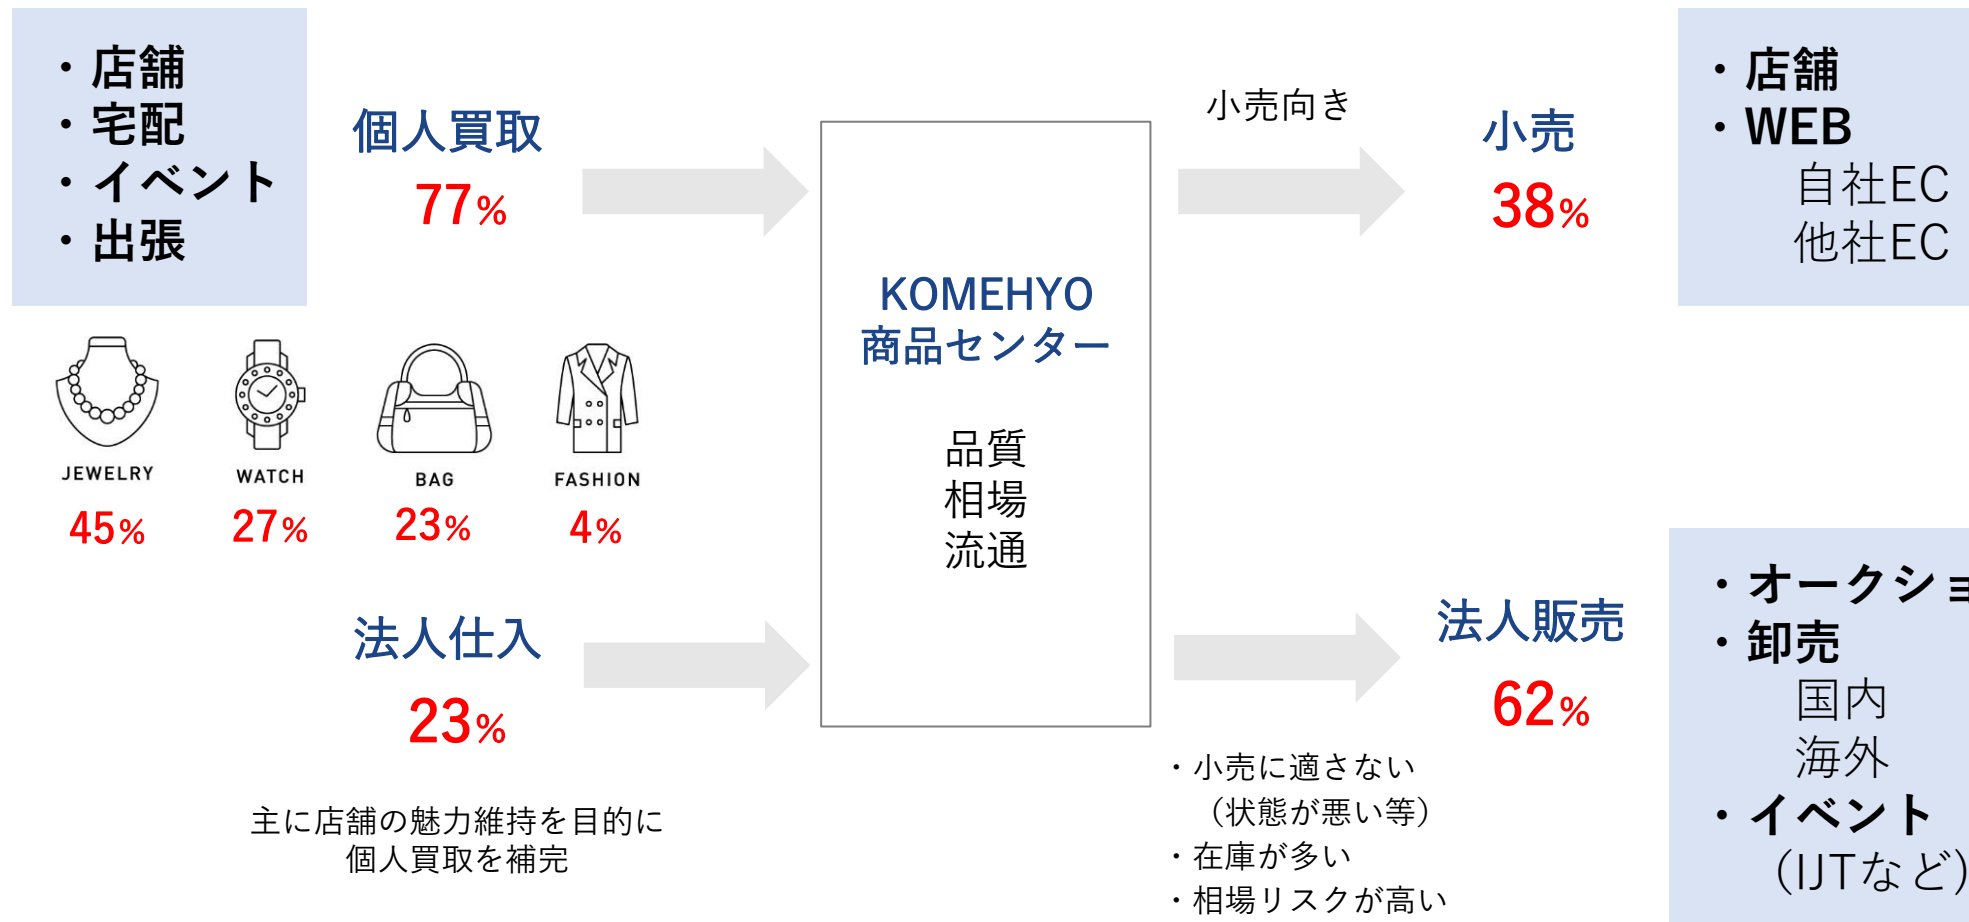 ・店舗
・宅配
・イベント
・出張
個人買取
77%
JEWELRY
45%
WATCH
27%
BAG
23%
FASHION
4%
法人仕入
23%
主に店舗の魅力維持を目的に
個人買取を補完
KOMEHYO
商品センター
品質
相場
流通
小売向き
小売
38%
・店舗
・WEB
自社EC
他社EC
法人販売
62%
・小売に適さない
（状態が悪い等）
・在庫が多い
・相場リスクが高い
・オークショ
・卸売
国内
海外
・イベント
（IJTなど）